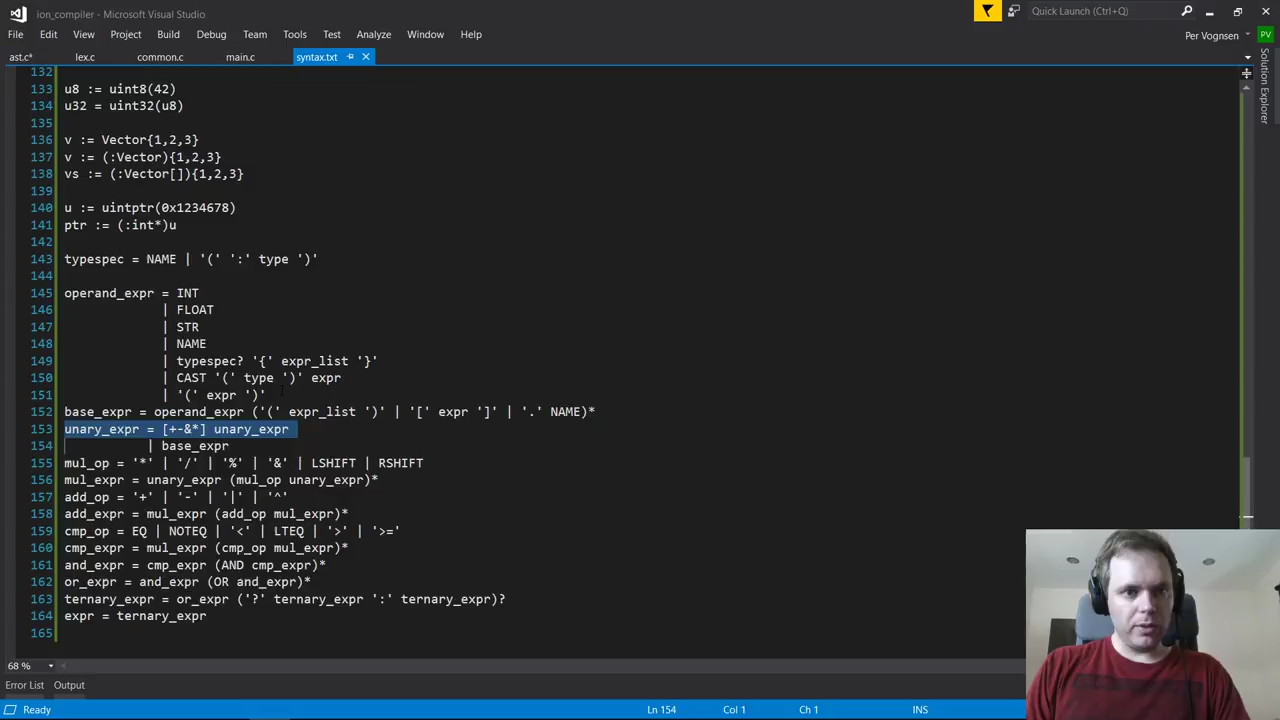 ion_compiler - Microsoft Visual Studio
Quick Launch (Ctrl+Q)
File Edit View Project Build Debug Team Tools Test Analyze Window Help
Per Vognsen PV
ast.c* lex.c common.c main.c syntax.txt
Solution Explorer
132
133 u8 := uint8(42)
134 u32 = uint32(u8)
135
136 v := Vector{1,2,3}
137 v := (:Vector){1,2,3}
138 vs := (:Vector[]){1,2,3}
139
140 u := uintptr(0x1234678)
141 ptr := (:int*)u
142
143 typespec = NAME | '(' ':' type ')'
144
145 operand_expr = INT
146 | FLOAT
147 | STR
148 | NAME
149 | typespec? '{' expr_list '}'
150 | CAST '(' type ')' expr
151 | '(' expr ')'
152 base_expr = operand_expr ('(' expr_list ')' | '[' expr ']' | '.' NAME)*
153 unary_expr = [+-&*] unary_expr
154 | base_expr
155 mul_op = '*' | '/' | '%' | '&' | LSHIFT | RSHIFT
156 mul_expr = unary_expr (mul_op unary_expr)*
157 add_op = '+' | '-' | '|' | '^'
158 add_expr = mul_expr (add_op mul_expr)*
159 cmp_op = EQ | NOTEQ | '<' | LTEQ | '>' | '>='
160 cmp_expr = mul_expr (cmp_op mul_expr)*
161 and_expr = cmp_expr (AND cmp_expr)*
162 or_expr = and_expr (OR and_expr)*
163 ternary_expr = or_expr ('?' ternary_expr ':' ternary_expr)?
164 expr = ternary_expr
165
68 %
Error List Output
Ready Ln 154 Col 1 Ch 1 INS